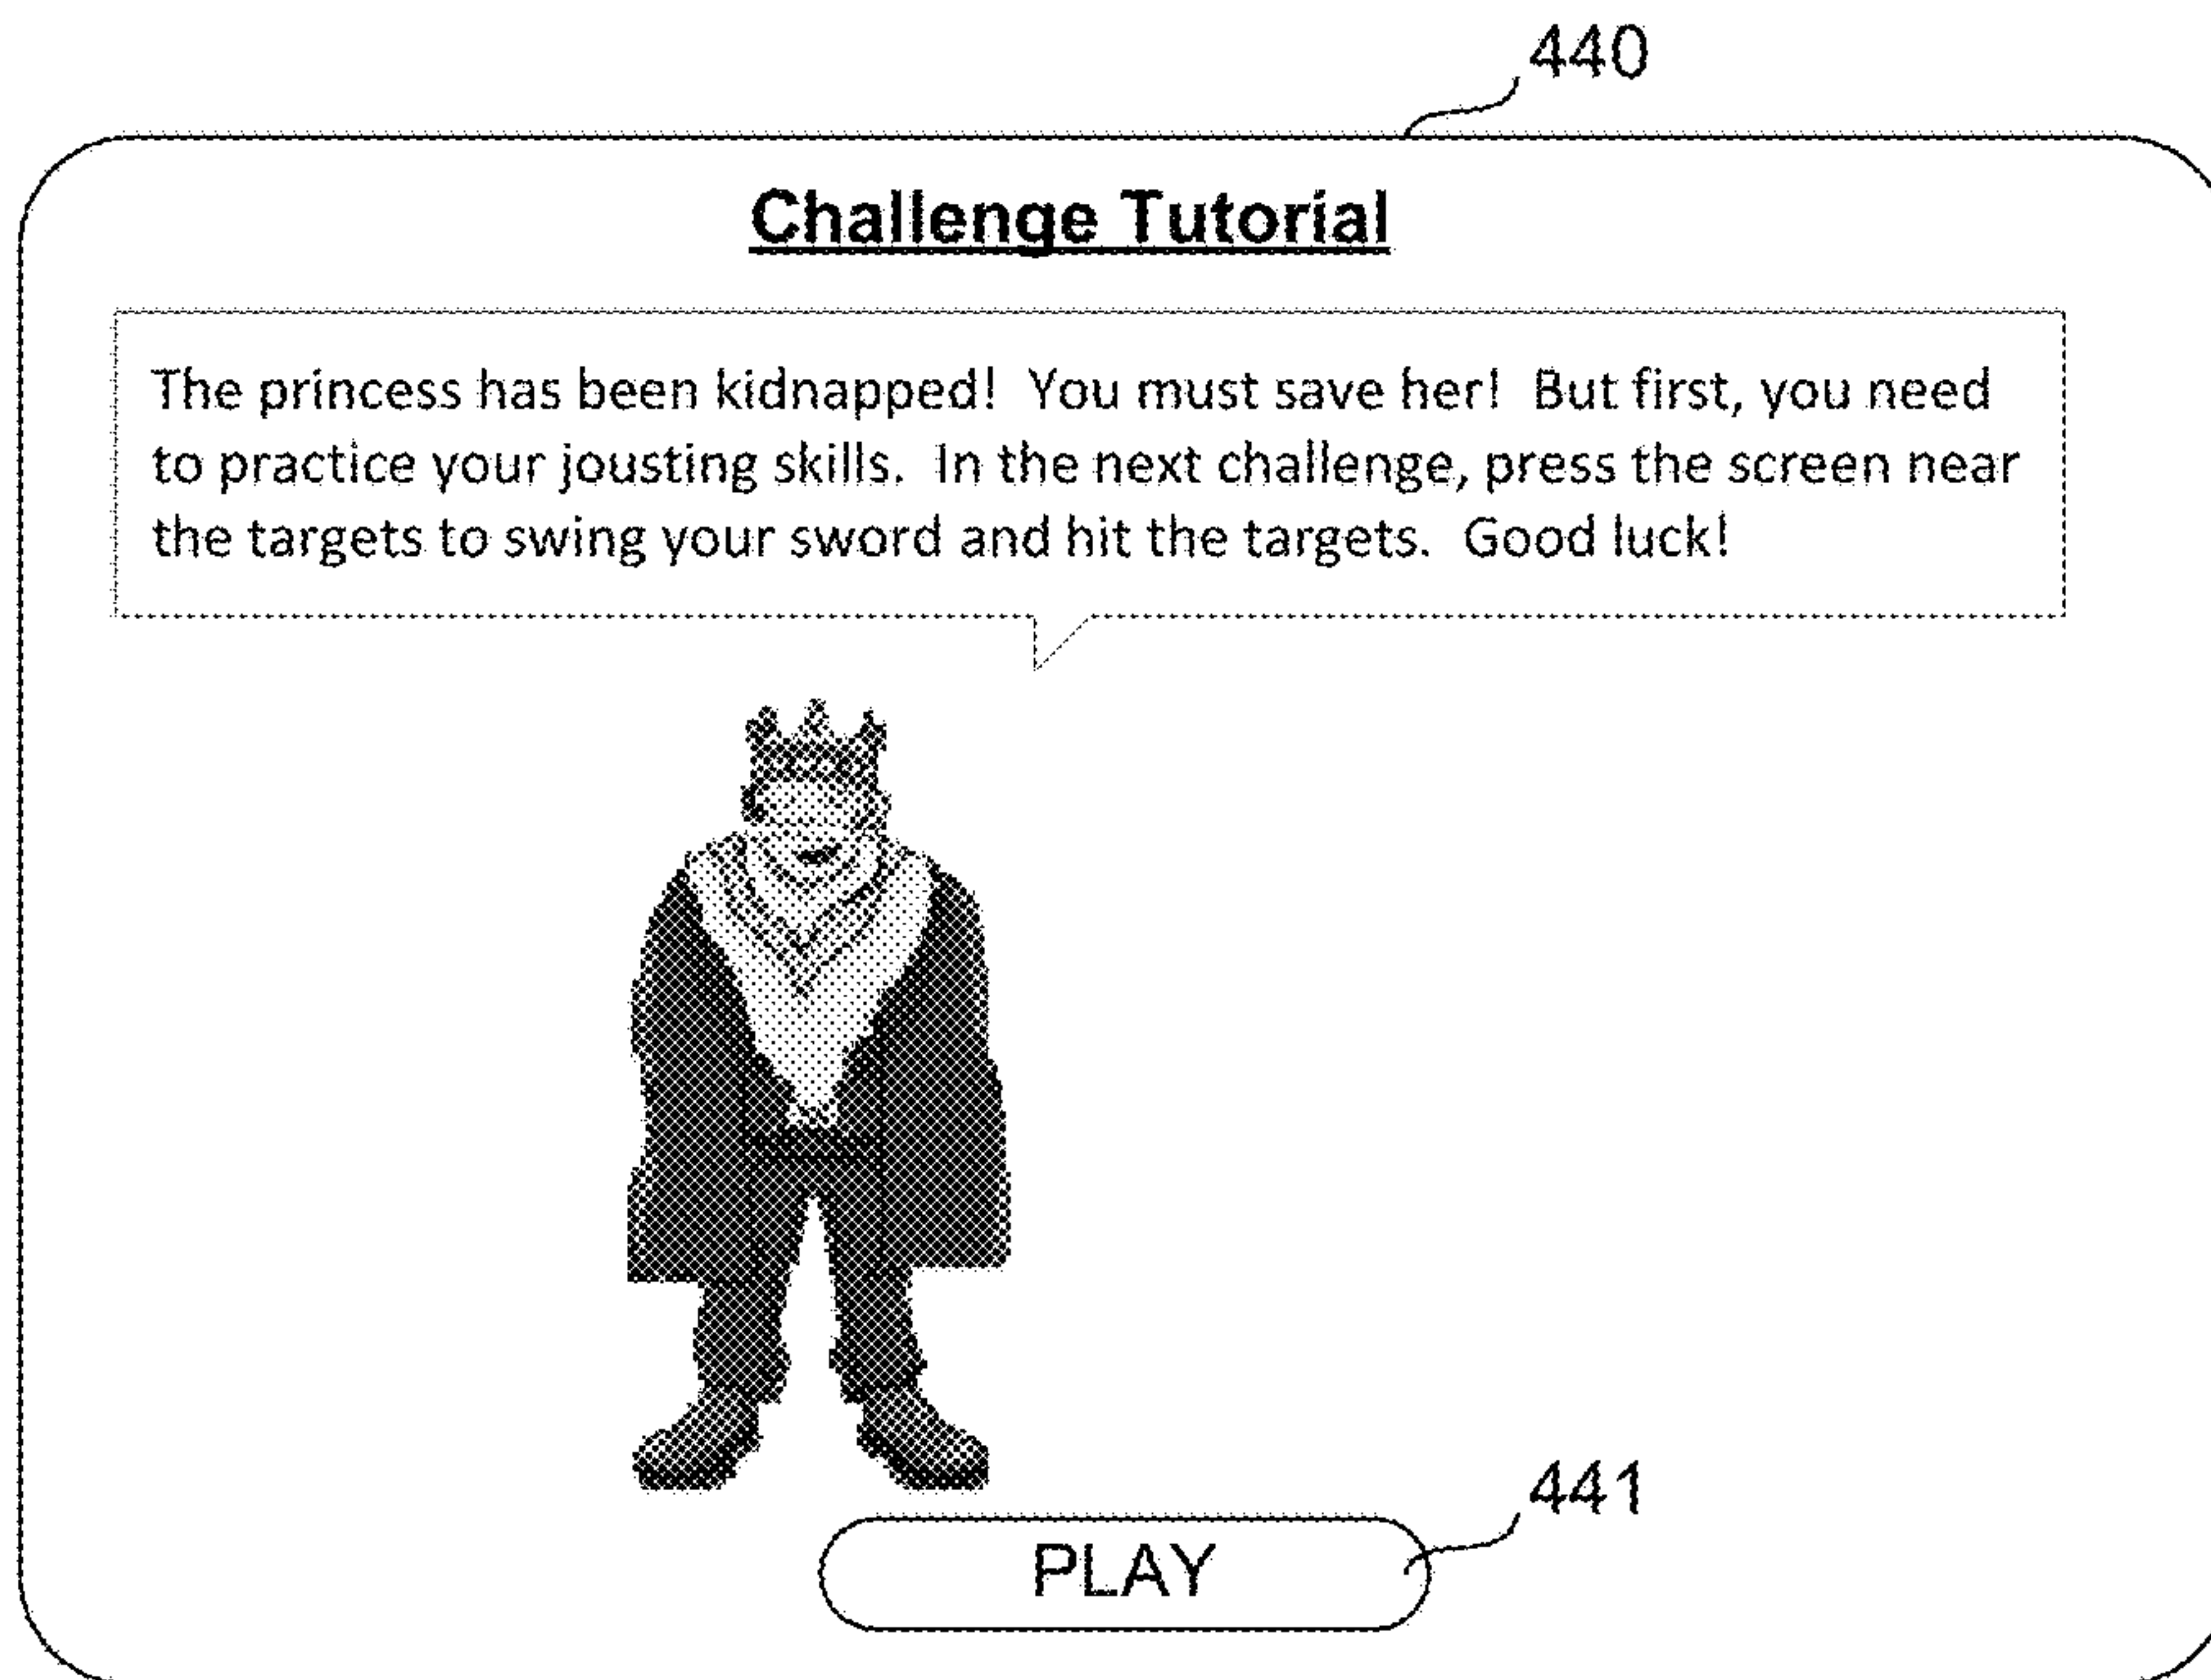 440
Challenge Tutorial
The princess has been kidnapped! You must save her! But first, you need
to practice your jousting skills. In the next challenge, press the screen near
the targets to swing your sword and hit the targets. Good luck!
441
PLAY